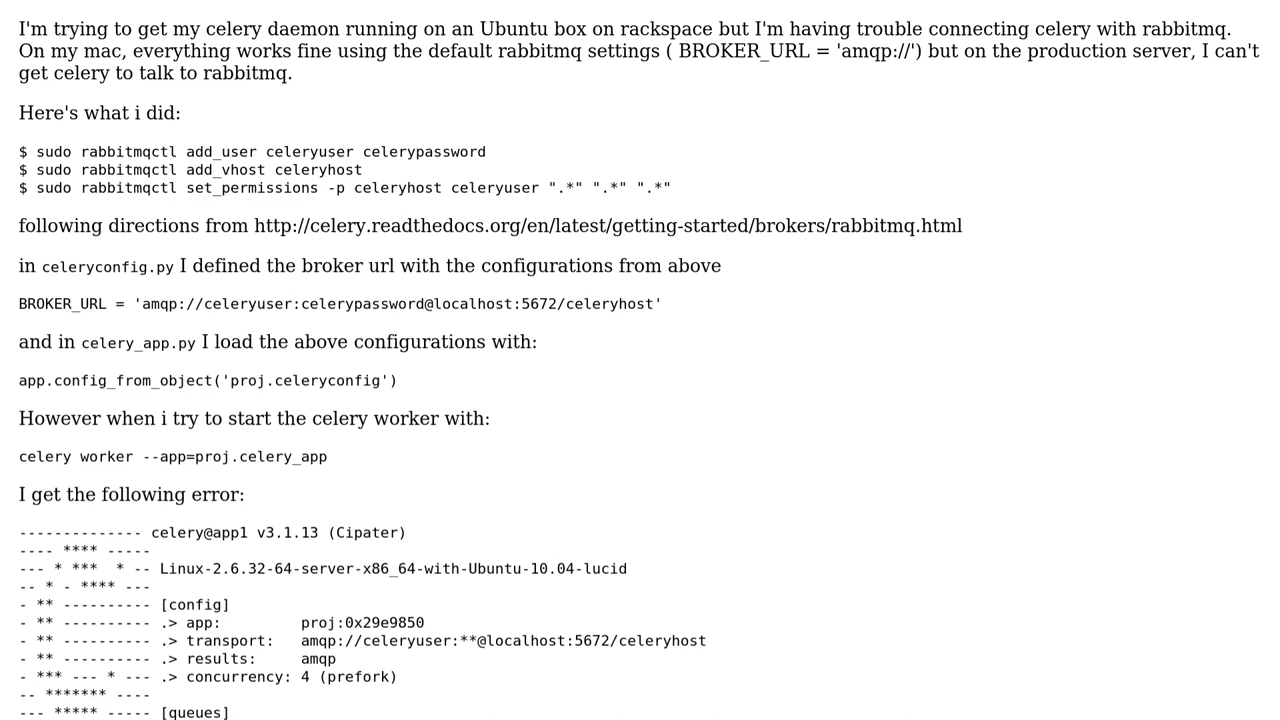 I'm trying to get my celery daemon running on an Ubuntu box on rackspace but I'm having trouble connecting celery with rabbitmq.
On my mac, everything works fine using the default rabbitmq settings ( BROKER_URL = 'amqp://') but on the production server, I can't
get celery to talk to rabbitmq.
Here's what i did:
$ sudo rabbitmqctl add_user celeryuser celerypassword
$ sudo rabbitmqctl add_vhost celeryhost
$ sudo rabbitmqctl set_permissions -p celeryhost celeryuser ".*" ".*" ".*"
following directions from http://celery.readthedocs.org/en/latest/getting-started/brokers/rabbitmq.html
in celeryconfig.py I defined the broker url with the configurations from above
BROKER_URL = 'amqp://celeryuser:celerypassword@localhost:5672/celeryhost'
and in celery_app.py I load the above configurations with:
app.config_from_object('proj.celeryconfig')
However when i try to start the celery worker with:
celery worker --app=proj.celery_app
I get the following error:
-------------- celery@app1 v3.1.13 (Cipater)
---- **** -----
--- * ***  * -- Linux-2.6.32-64-server-x86_64-with-Ubuntu-10.04-lucid
-- * - **** ---
- ** ---------- [config]
- ** ---------- .> app:         proj:0x29e9850
- ** ---------- .> transport:   amqp://celeryuser:**@localhost:5672/celeryhost
- ** ---------- .> results:     amqp
- *** --- * --- .> concurrency: 4 (prefork)
-- ******* ----
--- ***** ----- [queues]